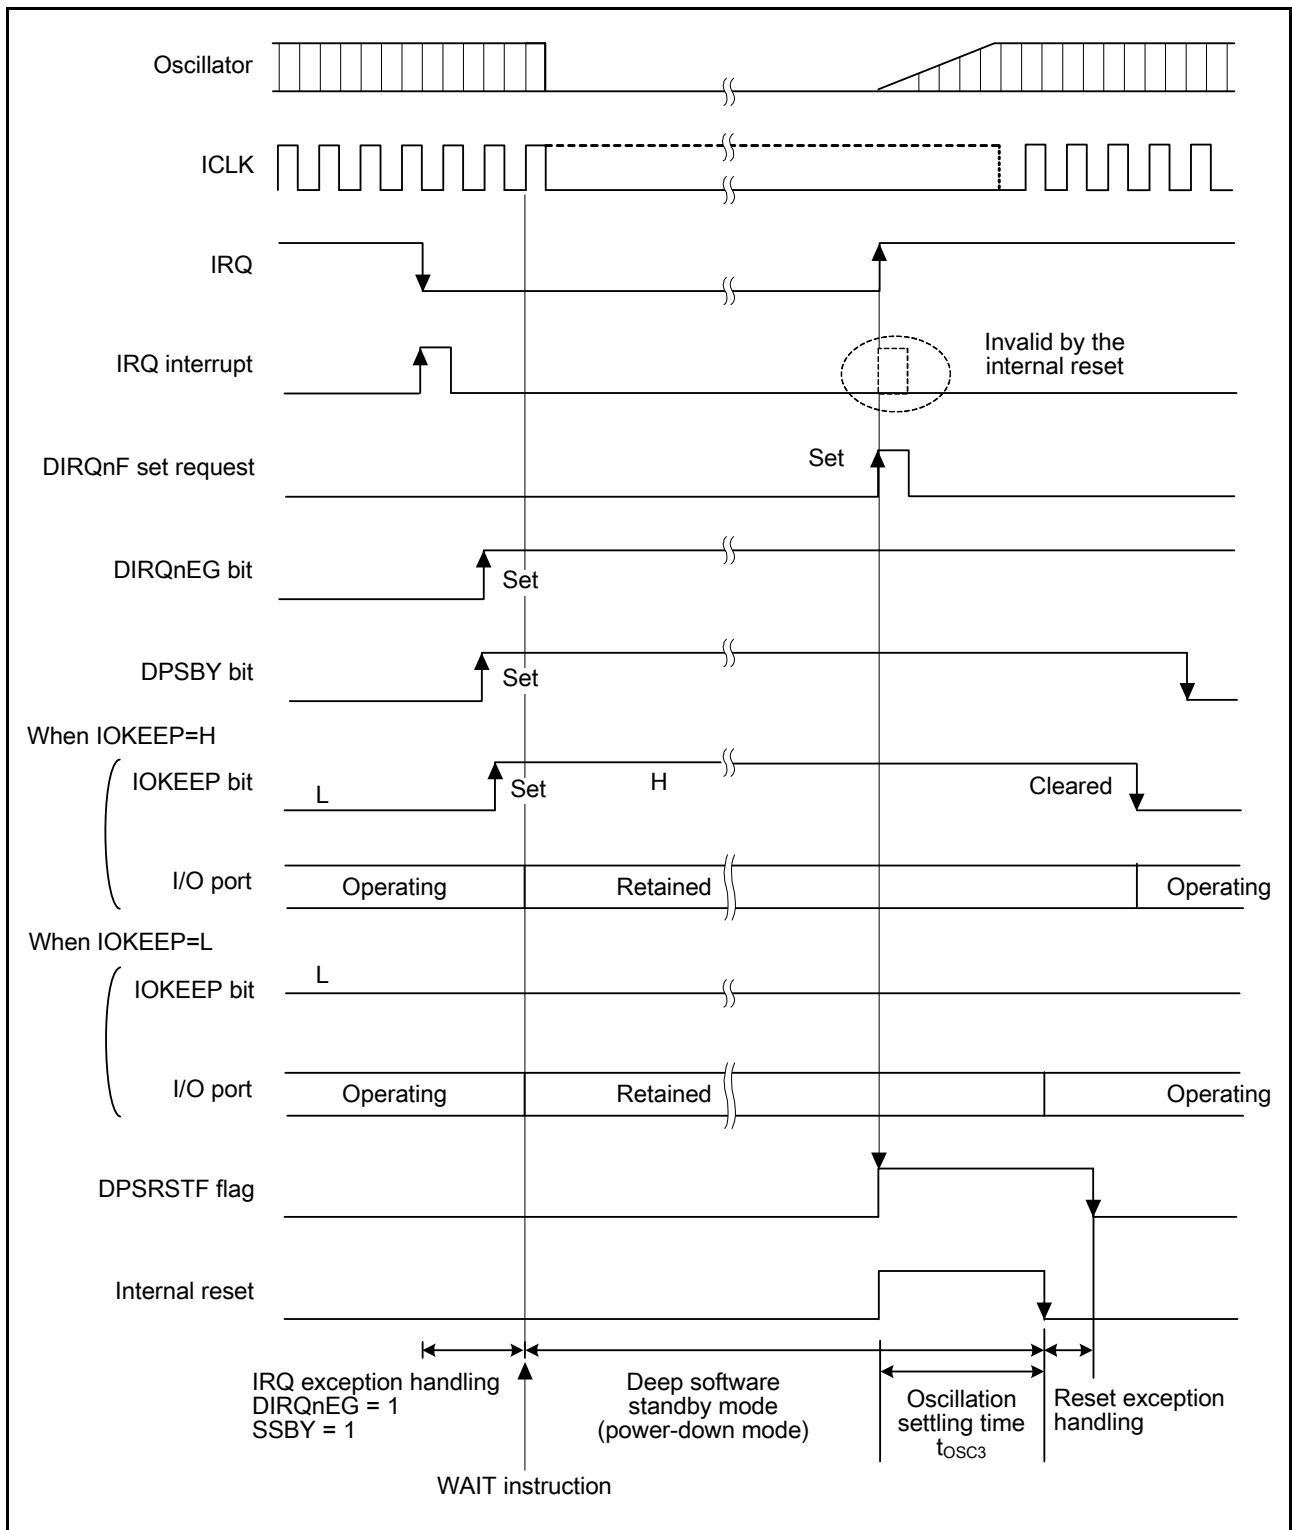 Oscillator
ICLK
IRQ
IRQ interrupt
Invalid by the
internal reset
DIRQnF set request
Set
DIRQnEG bit
Set
DPSBY bit
Set
When IOKEEP=H
IOKEEP bit
L
Set
H
Cleared
I/O port
Operating
Retained
Operating
When IOKEEP=L
IOKEEP bit
L
I/O port
Operating
Retained
Operating
DPSRSTF flag
Internal reset
IRQ exception handling
DIRQnEG = 1
SSBY = 1
Deep software
standby mode
(power-down mode)
Oscillation
settling time
tOSC3
Reset exception
handling
WAIT instruction